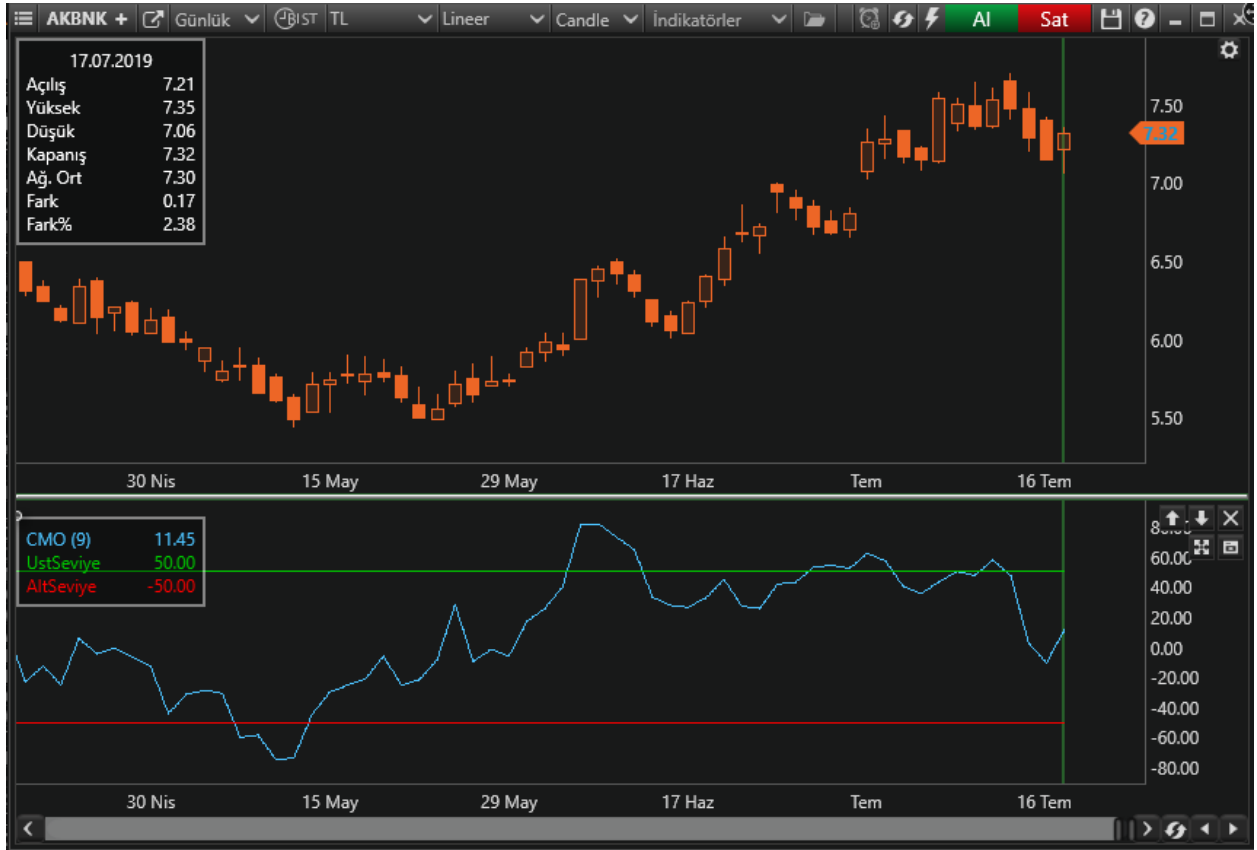 AKBNK + Günlük BIST TL Lineer Candle İndikatörler Al Sat
17.07.2019
Açılış 7.21
Yüksek 7.35
Düşük 7.06
Kapanış 7.32
Ağ. Ort 7.30
Fark 0.17
Fark% 2.38
7.50
7.32
7.00
6.50
6.00
5.50
30 Nis 15 May 29 May 17 Haz Tem 16 Tem
CMO (9) 11.45
UstSeviye 50.00
AltSeviye -50.00
60.00
40.00
20.00
0.00
-20.00
-40.00
-60.00
-80.00
30 Nis 15 May 29 May 17 Haz Tem 16 Tem